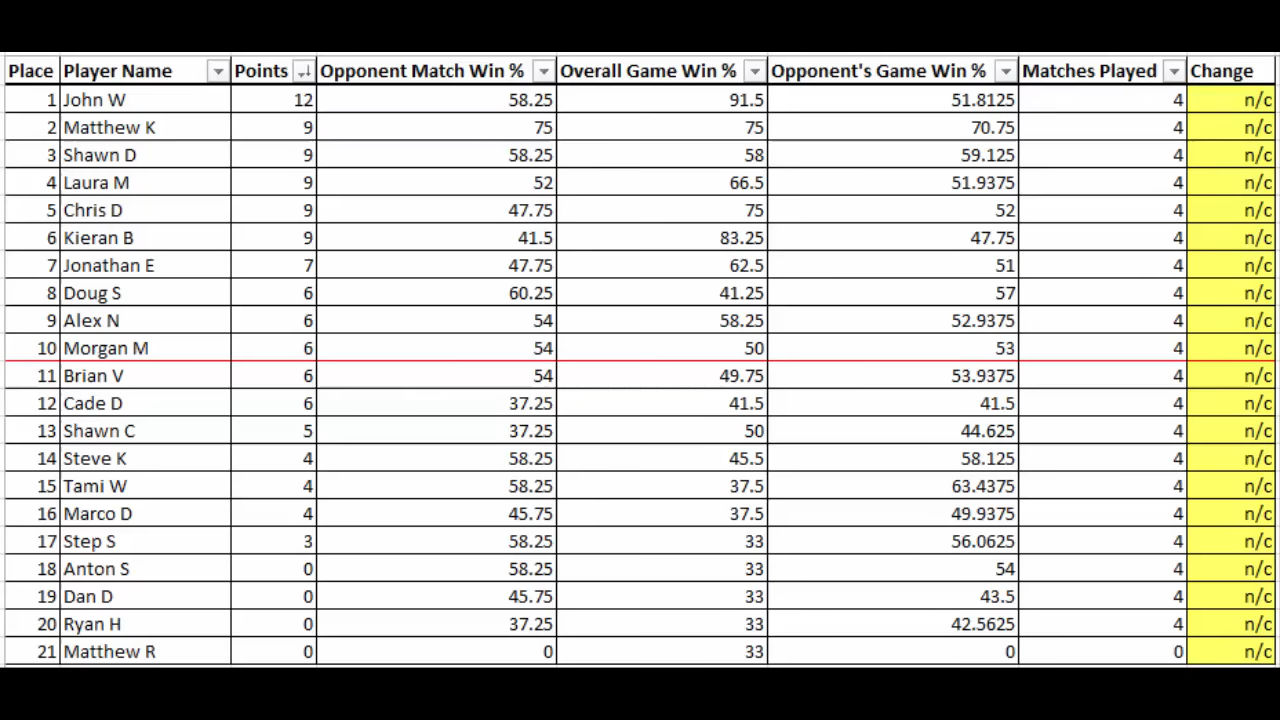 Place Player Name Points Opponent Match Win % Overall Game Win % Opponent's Game Win % Matches Played Change
1 John W 12 58.25 91.5 51.8125 4 n/c
2 Matthew K 9 75 75 70.75 4 n/c
3 Shawn D 9 58.25 58 59.125 4 n/c
4 Laura M 9 52 66.5 51.9375 4 n/c
5 Chris D 9 47.75 75 52 4 n/c
6 Kieran B 9 41.5 83.25 47.75 4 n/c
7 Jonathan E 7 47.75 62.5 51 4 n/c
8 Doug S 6 60.25 41.25 57 4 n/c
9 Alex N 6 54 58.25 52.9375 4 n/c
10 Morgan M 6 54 50 53 4 n/c
11 Brian V 6 54 49.75 53.9375 4 n/c
12 Cade D 6 37.25 41.5 41.5 4 n/c
13 Shawn C 5 37.25 50 44.625 4 n/c
14 Steve K 4 58.25 45.5 58.125 4 n/c
15 Tami W 4 58.25 37.5 63.4375 4 n/c
16 Marco D 4 45.75 37.5 49.9375 4 n/c
17 Step S 3 58.25 33 56.0625 4 n/c
18 Anton S 0 58.25 33 54 4 n/c
19 Dan D 0 45.75 33 43.5 4 n/c
20 Ryan H 0 37.25 33 42.5625 4 n/c
21 Matthew R 0 0 33 0 0 n/c